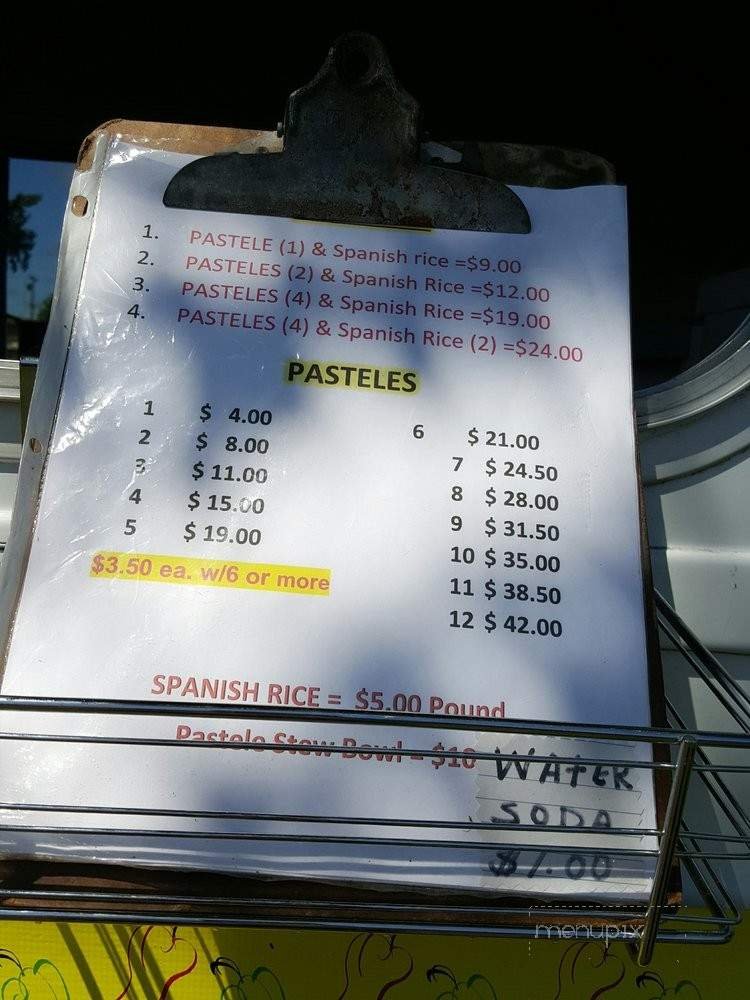 1. PASTELE (1) & Spanish rice =$9.00
2. PASTELES (2) & Spanish Rice =$12.00
3. PASTELES (4) & Spanish Rice =$19.00
4. PASTELES (4) & Spanish Rice (2) =$24.00
PASTELES
1 $ 4.00
2 $ 8.00
3 $ 11.00
4 $ 15.00
5 $ 19.00
$3.50 ea. w/6 or more
6 $ 21.00
7 $ 24.50
8 $ 28.00
9 $ 31.50
10 $ 35.00
11 $ 38.50
12 $ 42.00
SPANISH RICE = $5.00 Pound
Pastele Stew Bowl = $10
WATER
SODA
$1.00
menupix